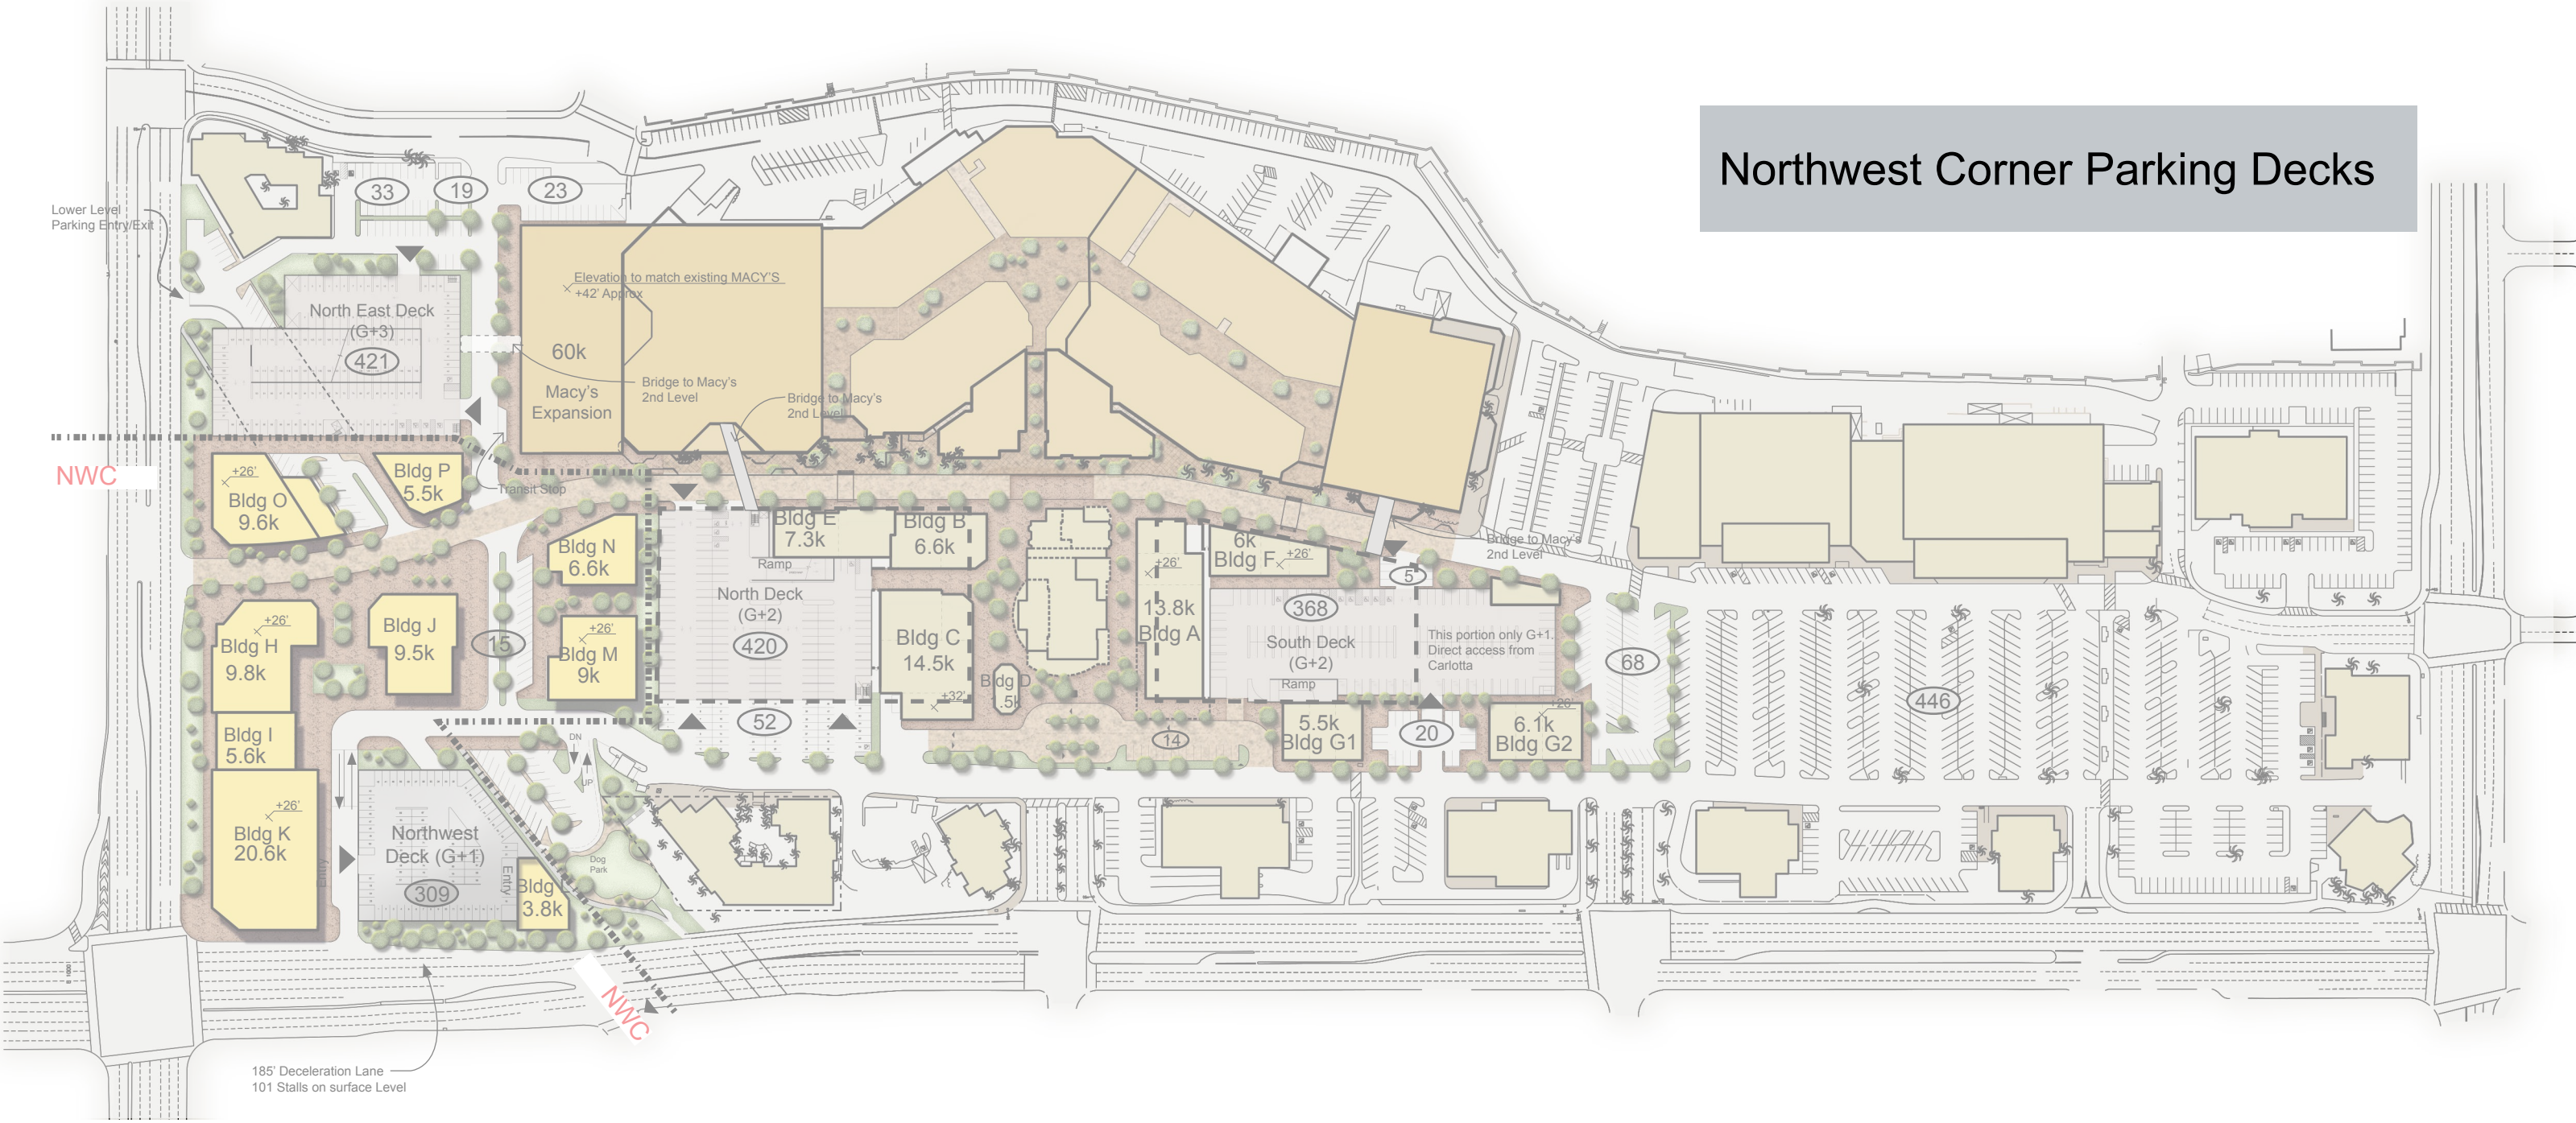 Northwest Corner Parking Decks
33
19
23
Lower Level
Parking Entry/Exit
Elevation to match existing MACY'S
+42' Approx
North East Deck
(G+3)
421
60k
Macy's
Expansion
Bridge to Macy's
2nd Level
Bridge to Macy's
2nd Level
NWC
+26'
Bldg O
9.6k
Bldg P
5.5k
Transit Stop
Bldg N
6.6k
Bldg E
7.3k
Bldg B
6.6k
Ramp
North Deck
(G+2)
420
6k
Bldg F
+26'
Bridge to Macy's
2nd Level
5
+26'
13.8k
Bldg A
368
South Deck
(G+2)
Ramp
This portion only G+1.
Direct access from
Carlotta
68
446
+26'
Bldg H
9.8k
Bldg J
9.5k
15
+26'
Bldg M
9k
Bldg C
14.5k
+32'
Bldg D
.5k
52
14
5.5k
Bldg G1
20
6.1k
Bldg G2
Bldg I
5.6k
DN
UP
+26'
Bldg K
20.6k
Entry
Northwest
Deck (G+1)
309
Entry
Bldg
3.8k
Dog
Park
NWC
185' Deceleration Lane
101 Stalls on surface Level